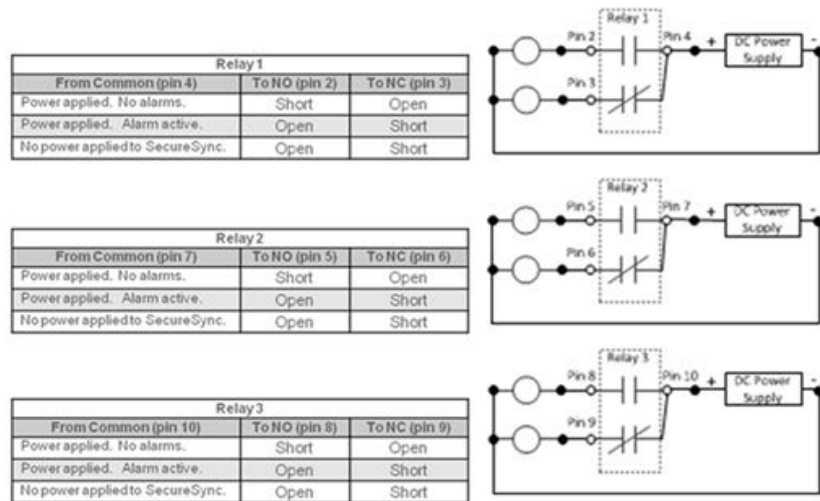 Relay 1
From Common (pin 4) To NO (pin 2) To NC (pin 3)
Power applied. No alarms. Short Open
Power applied. Alarm active. Open Short
No power applied to SecureSync. Open Short
Relay 1
Pin 2 Pin 4 + DC Power Supply -
Pin 3
Relay 2
From Common (pin 7) To NO (pin 5) To NC (pin 6)
Power applied. No alarms. Short Open
Power applied. Alarm active. Open Short
No power applied to SecureSync. Open Short
Relay 2
Pin 5 Pin 7 + DC Power Supply -
Pin 6
Relay 3
From Common (pin 10) To NO (pin 8) To NC (pin 9)
Power applied. No alarms. Short Open
Power applied. Alarm active. Open Short
No power applied to SecureSync. Open Short
Relay 3
Pin 8 Pin 10 + DC Power Supply -
Pin 9